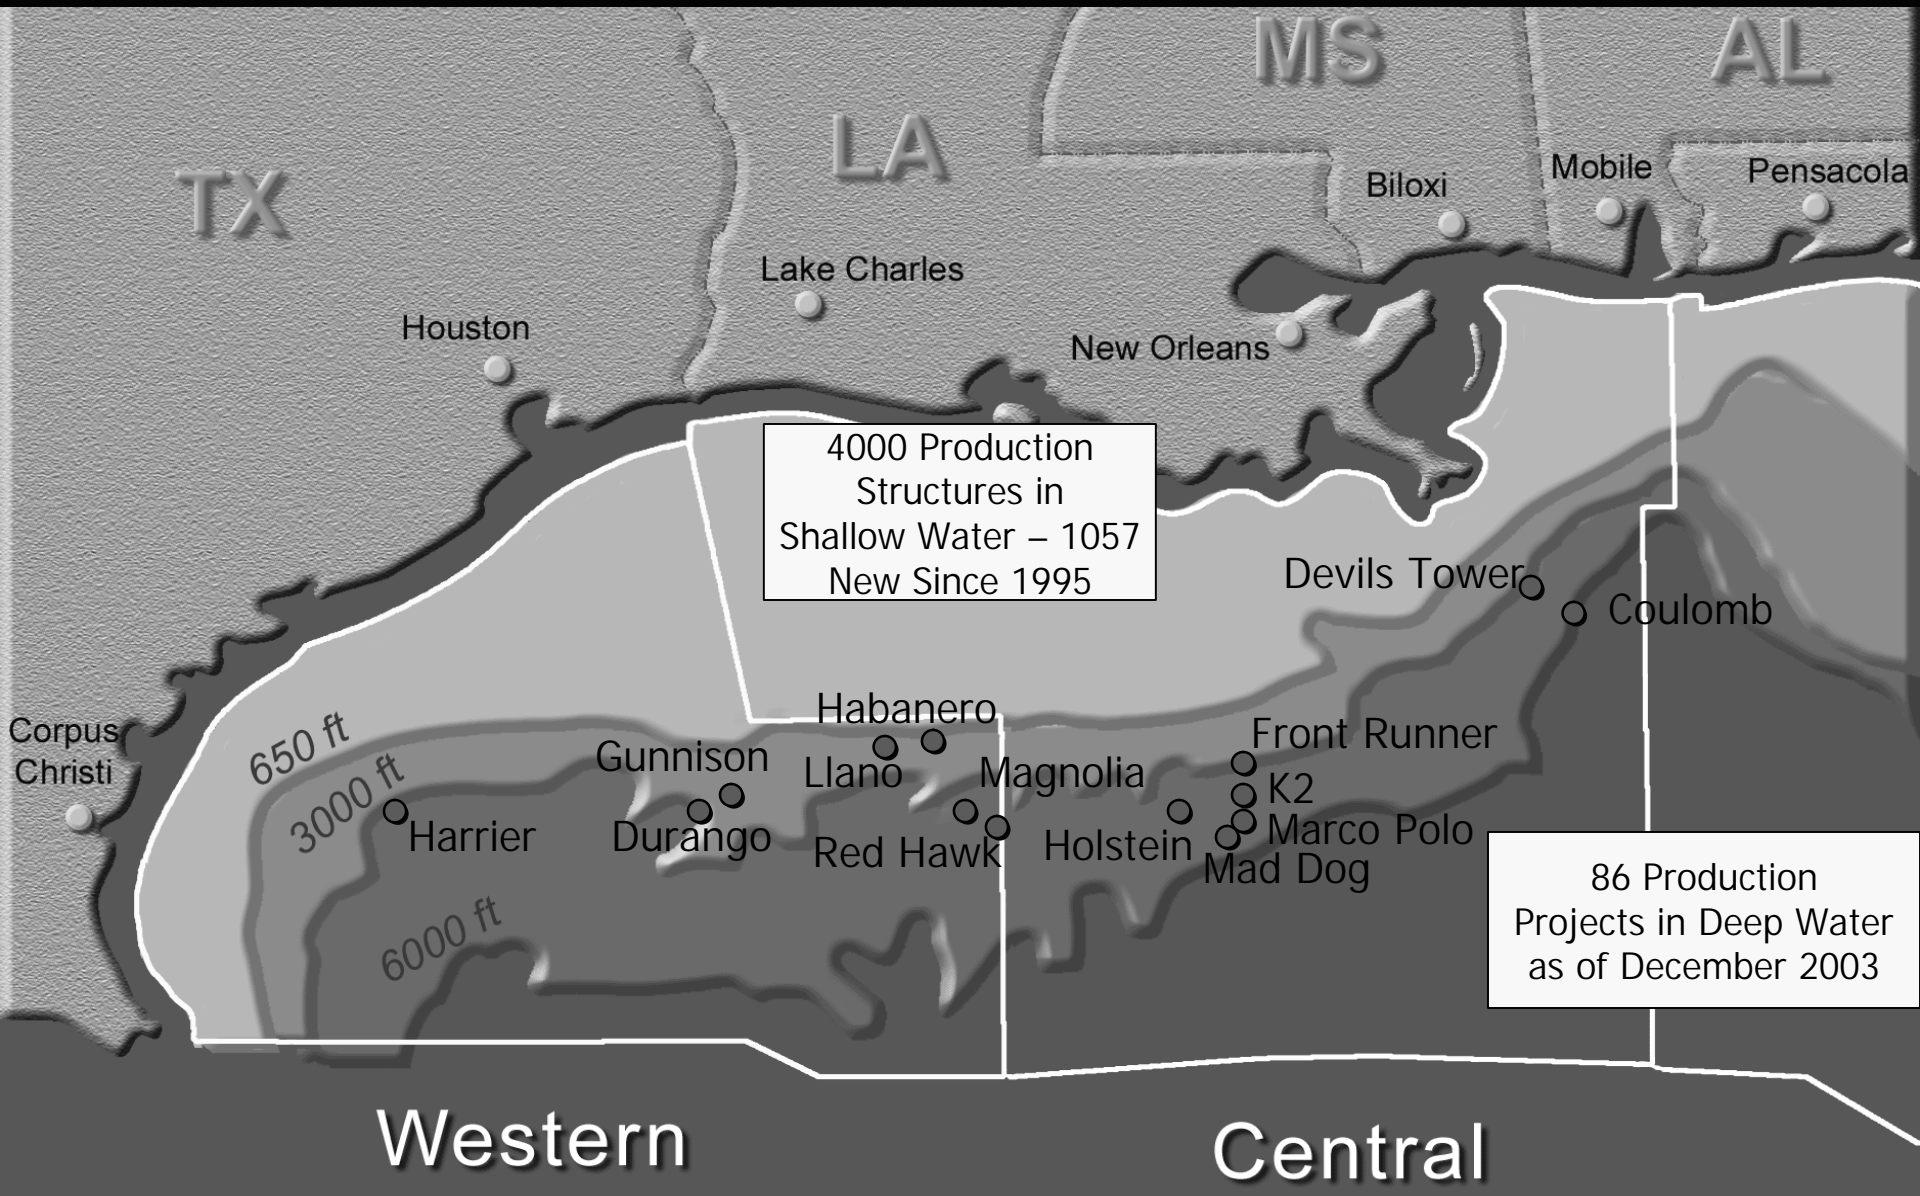 MS
AL
LA
TX
Mobile
Pensacola
Biloxi
Lake Charles
Houston
New Orleans
4000 Production
Structures in
Shallow Water – 1057
New Since 1995
Devils Tower
Coulomb
Habanero
Corpus
Christi
650 ft
Front Runner
Gunnison
Llano
Magnolia
3000 ft
K2
Harrier
Durango
Red Hawk
Holstein
Marco Polo
Mad Dog
86 Production
Projects in Deep Water
as of December 2003
6000 ft
Western
Central